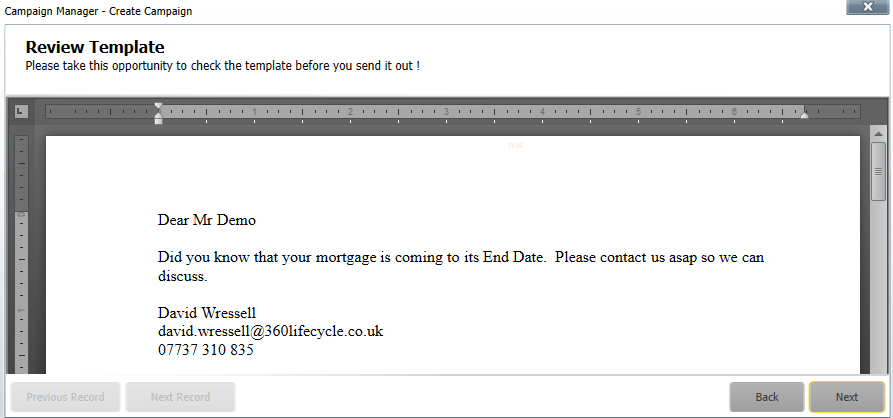 Campaign Manager - Create Campaign
Review Template
Please take this opportunity to check the template before you send it out !
1 2 3 4 5 6
Dear Mr Demo
Did you know that your mortgage is coming to its End Date.  Please contact us asap so we can
discuss.
David Wressell
david.wressell@360lifecycle.co.uk
07737 310 835
Previous Record Next Record Back Next